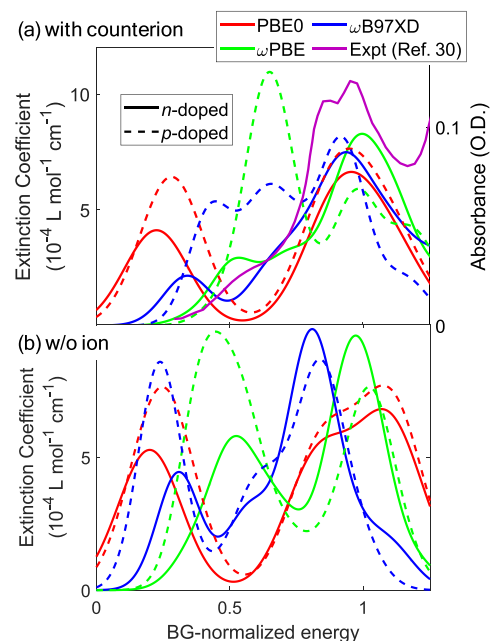 (a) with counterion
PBE0
ωB97XD
ωPBE
Expt (Ref. 30)
n-doped
p-doped
10
5
Extinction Coefficient
(10⁻⁴ L mol⁻¹ cm⁻¹)
0.1
0
Absorbance (O.D.)
(b) w/o ion
5
0
Extinction Coefficient
(10⁻⁴ L mol⁻¹ cm⁻¹)
0
0.5
1
BG-normalized energy